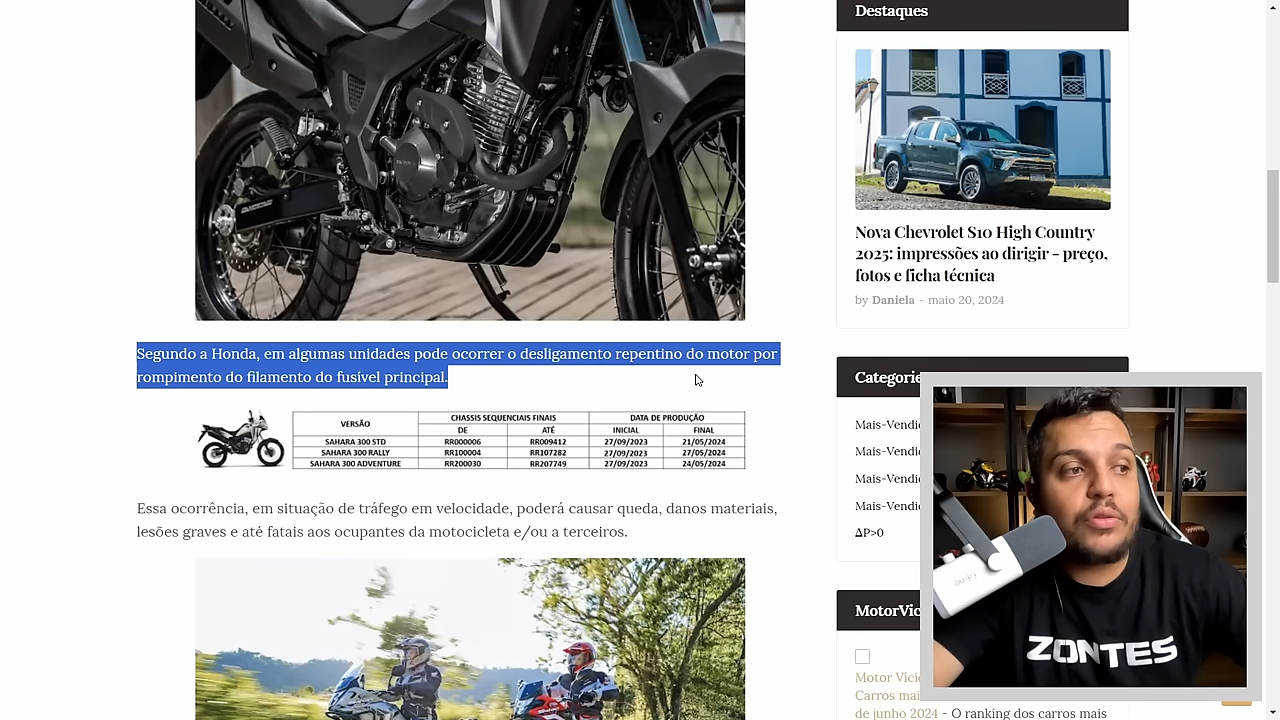 Destaques
Nova Chevrolet S10 High Country
2025: impressões ao dirigir - preço,
fotos e ficha técnica
by Daniela - maio 20, 2024
Segundo a Honda, em algumas unidades pode ocorrer o desligamento repentino do motor por
rompimento do filamento do fusível principal.
VERSÃO CHASSIS SEQUENCIAIS FINAIS DATA DE PRODUÇÃO
DE ATÉ INICIAL FINAL
SAHARA 300 STD RR000006 RR009412 27/09/2023 21/05/2024
SAHARA 300 RALLY RR100004 RR107282 27/09/2023 27/05/2024
SAHARA 300 ADVENTURE RR200030 RR207749 27/09/2023 24/05/2024
Essa ocorrência, em situação de tráfego em velocidade, poderá causar queda, danos materiais,
lesões graves e até fatais aos ocupantes da motocicleta e/ou a terceiros.
Categorie
Mais-Vendi
Mais-Vendi
Mais-Vendi
Mais-Vendi
ΔP>0
MotorVíc
Motor Víci
Carros mai
de junho 2024 - O ranking dos carros mais
fifine
ZONTES